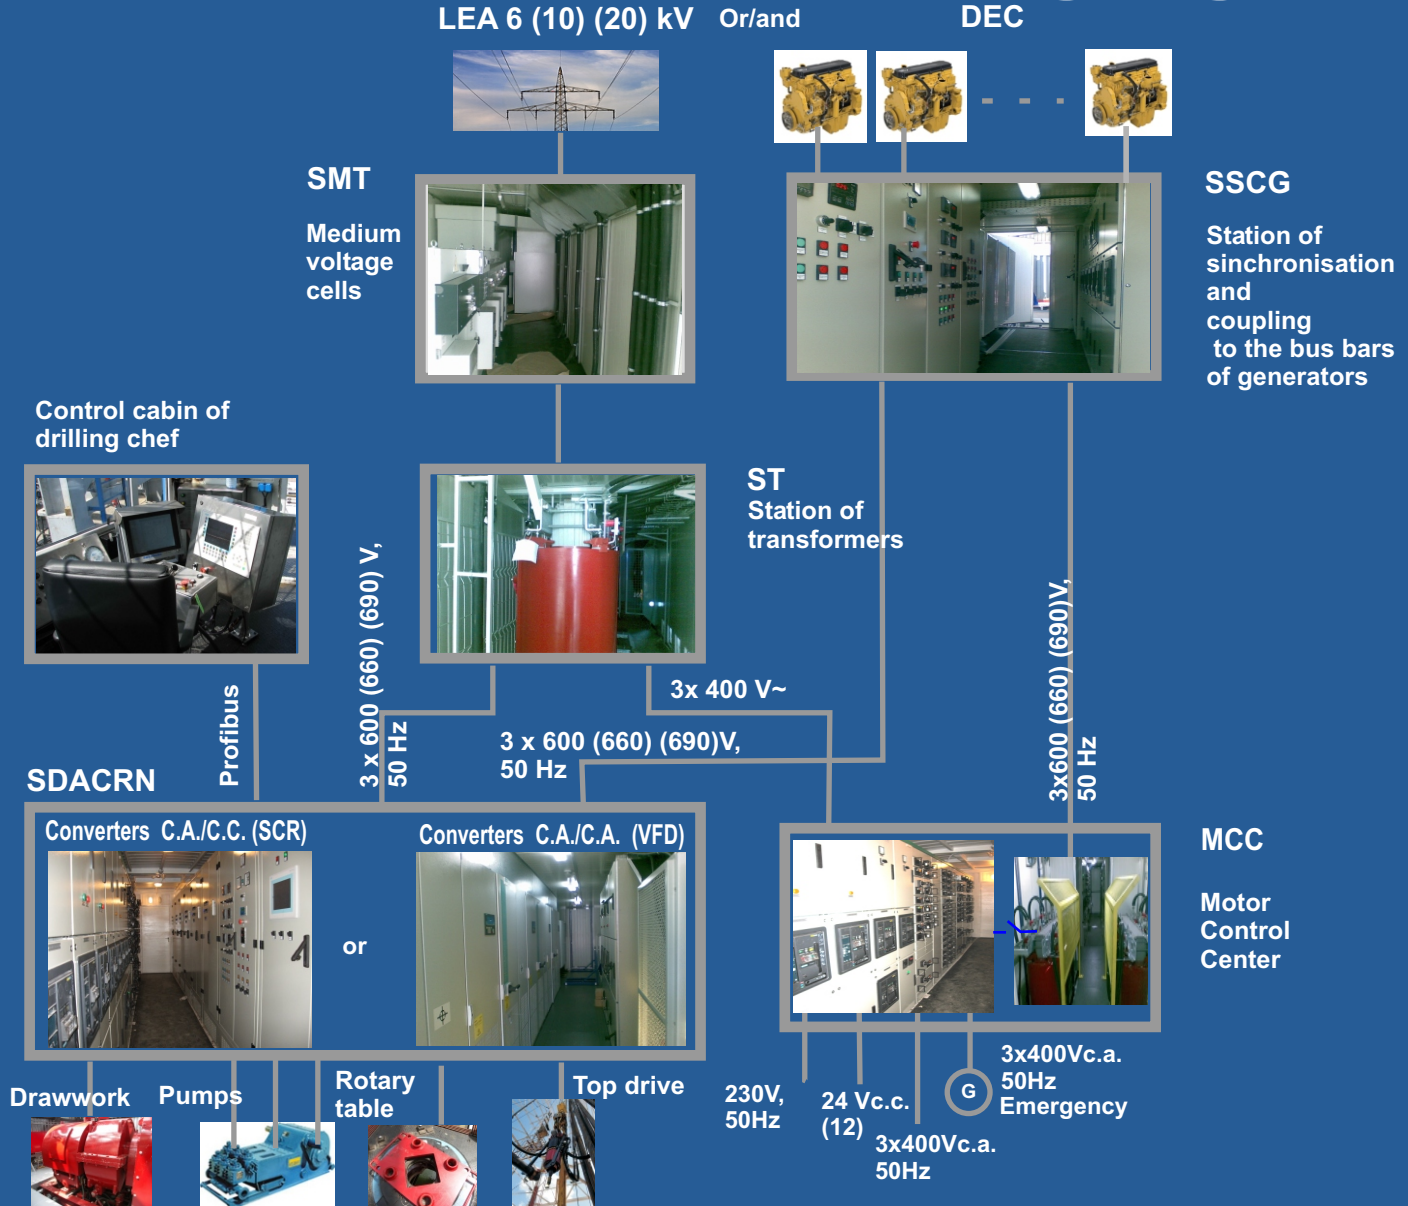 LEA 6 (10) (20) kV
Or/and
DEC
SMT
Medium
voltage
cells
SSCG
Station of
sinchronisation
and
coupling
to the bus bars
of generators
Control cabin of
drilling chef
ST
Station of
transformers
3 x 600 (660) (690) V,
50 Hz
3x 400 V~
3 x 600 (660) (690)V,
50 Hz
3x600 (660) (690)V,
50 Hz
Profibus
SDACRN
Converters C.A./C.C. (SCR)
or
Converters C.A./C.A. (VFD)
MCC
Motor
Control
Center
Drawwork
Pumps
Rotary
table
Top drive
230V,
50Hz
24 Vc.c.
(12)
3x400Vc.a.
50Hz
G
3x400Vc.a.
50Hz
Emergency